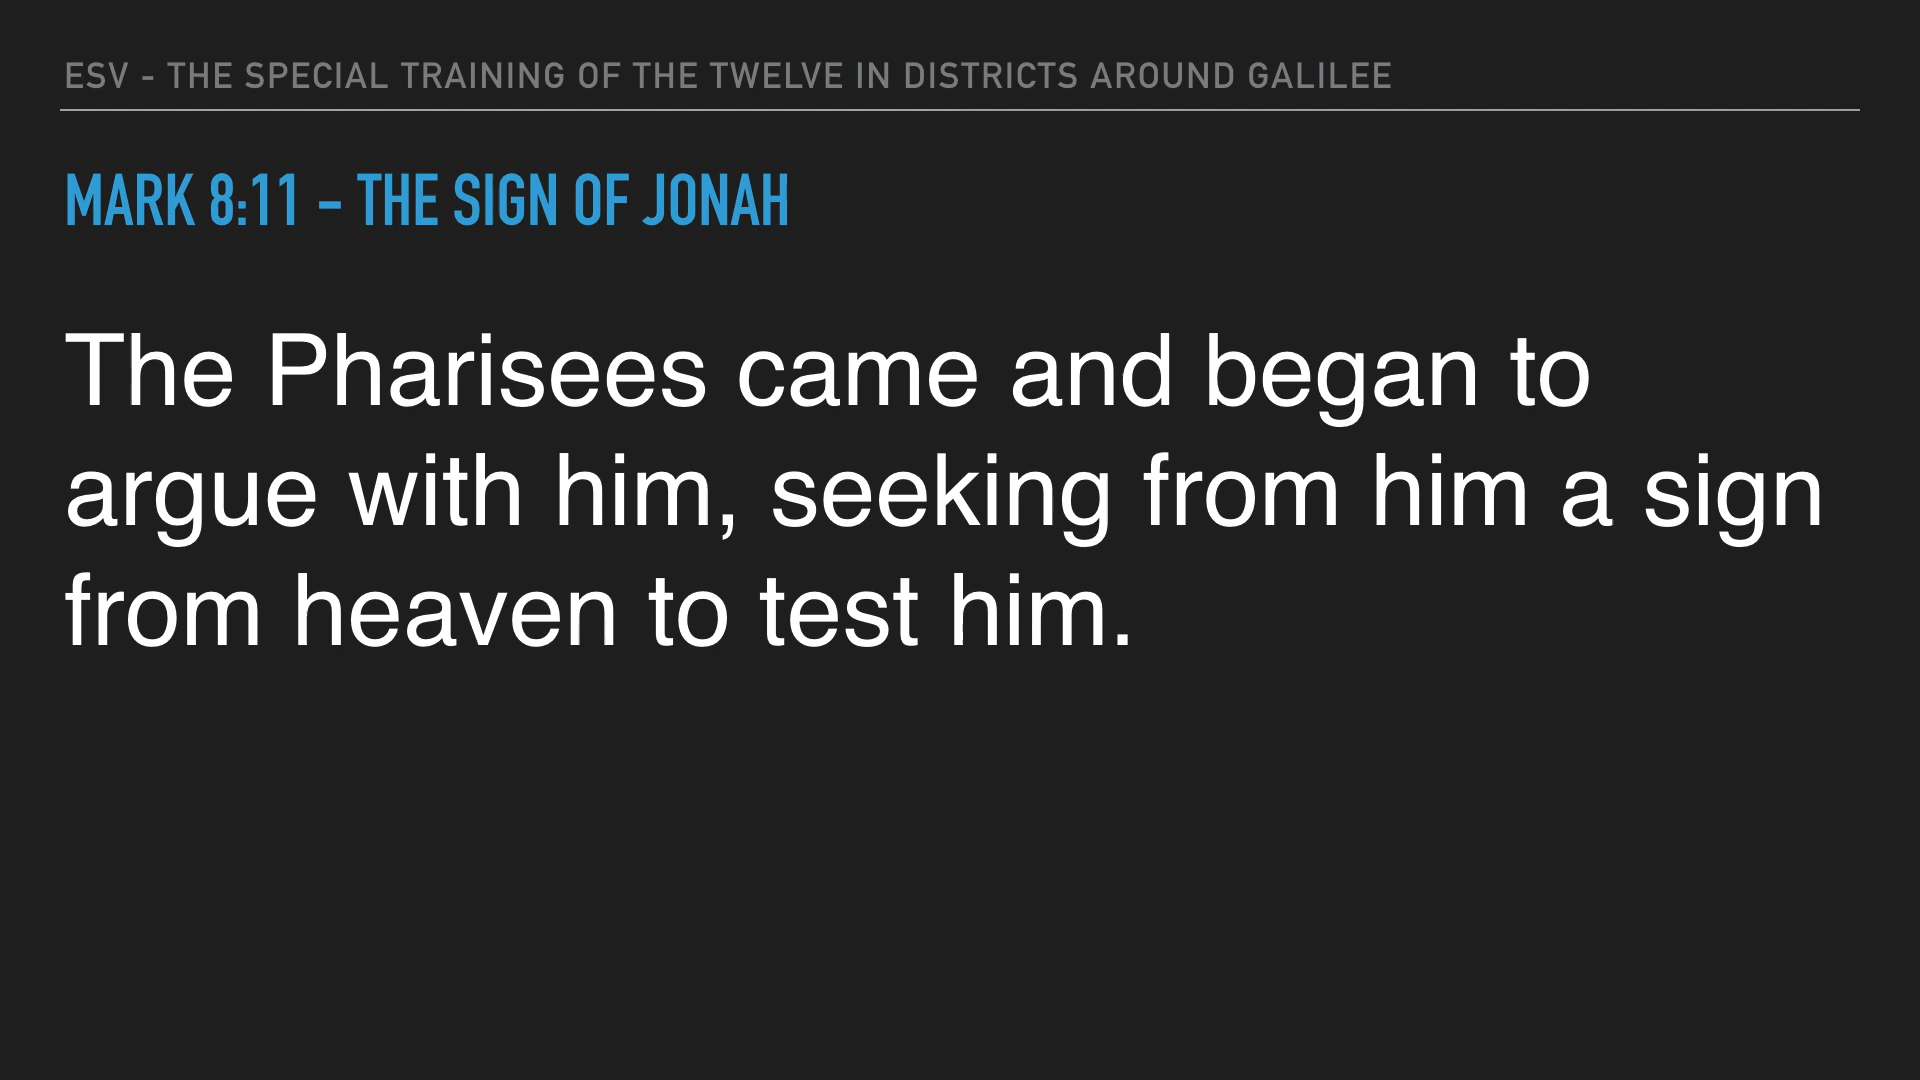 ESV - THE SPECIAL TRAINING OF THE TWELVE IN DISTRICTS AROUND GALILEE
MARK 8:11 - THE SIGN OF JONAH
The Pharisees came and began to
argue with him, seeking from him a sign
from heaven to test him.